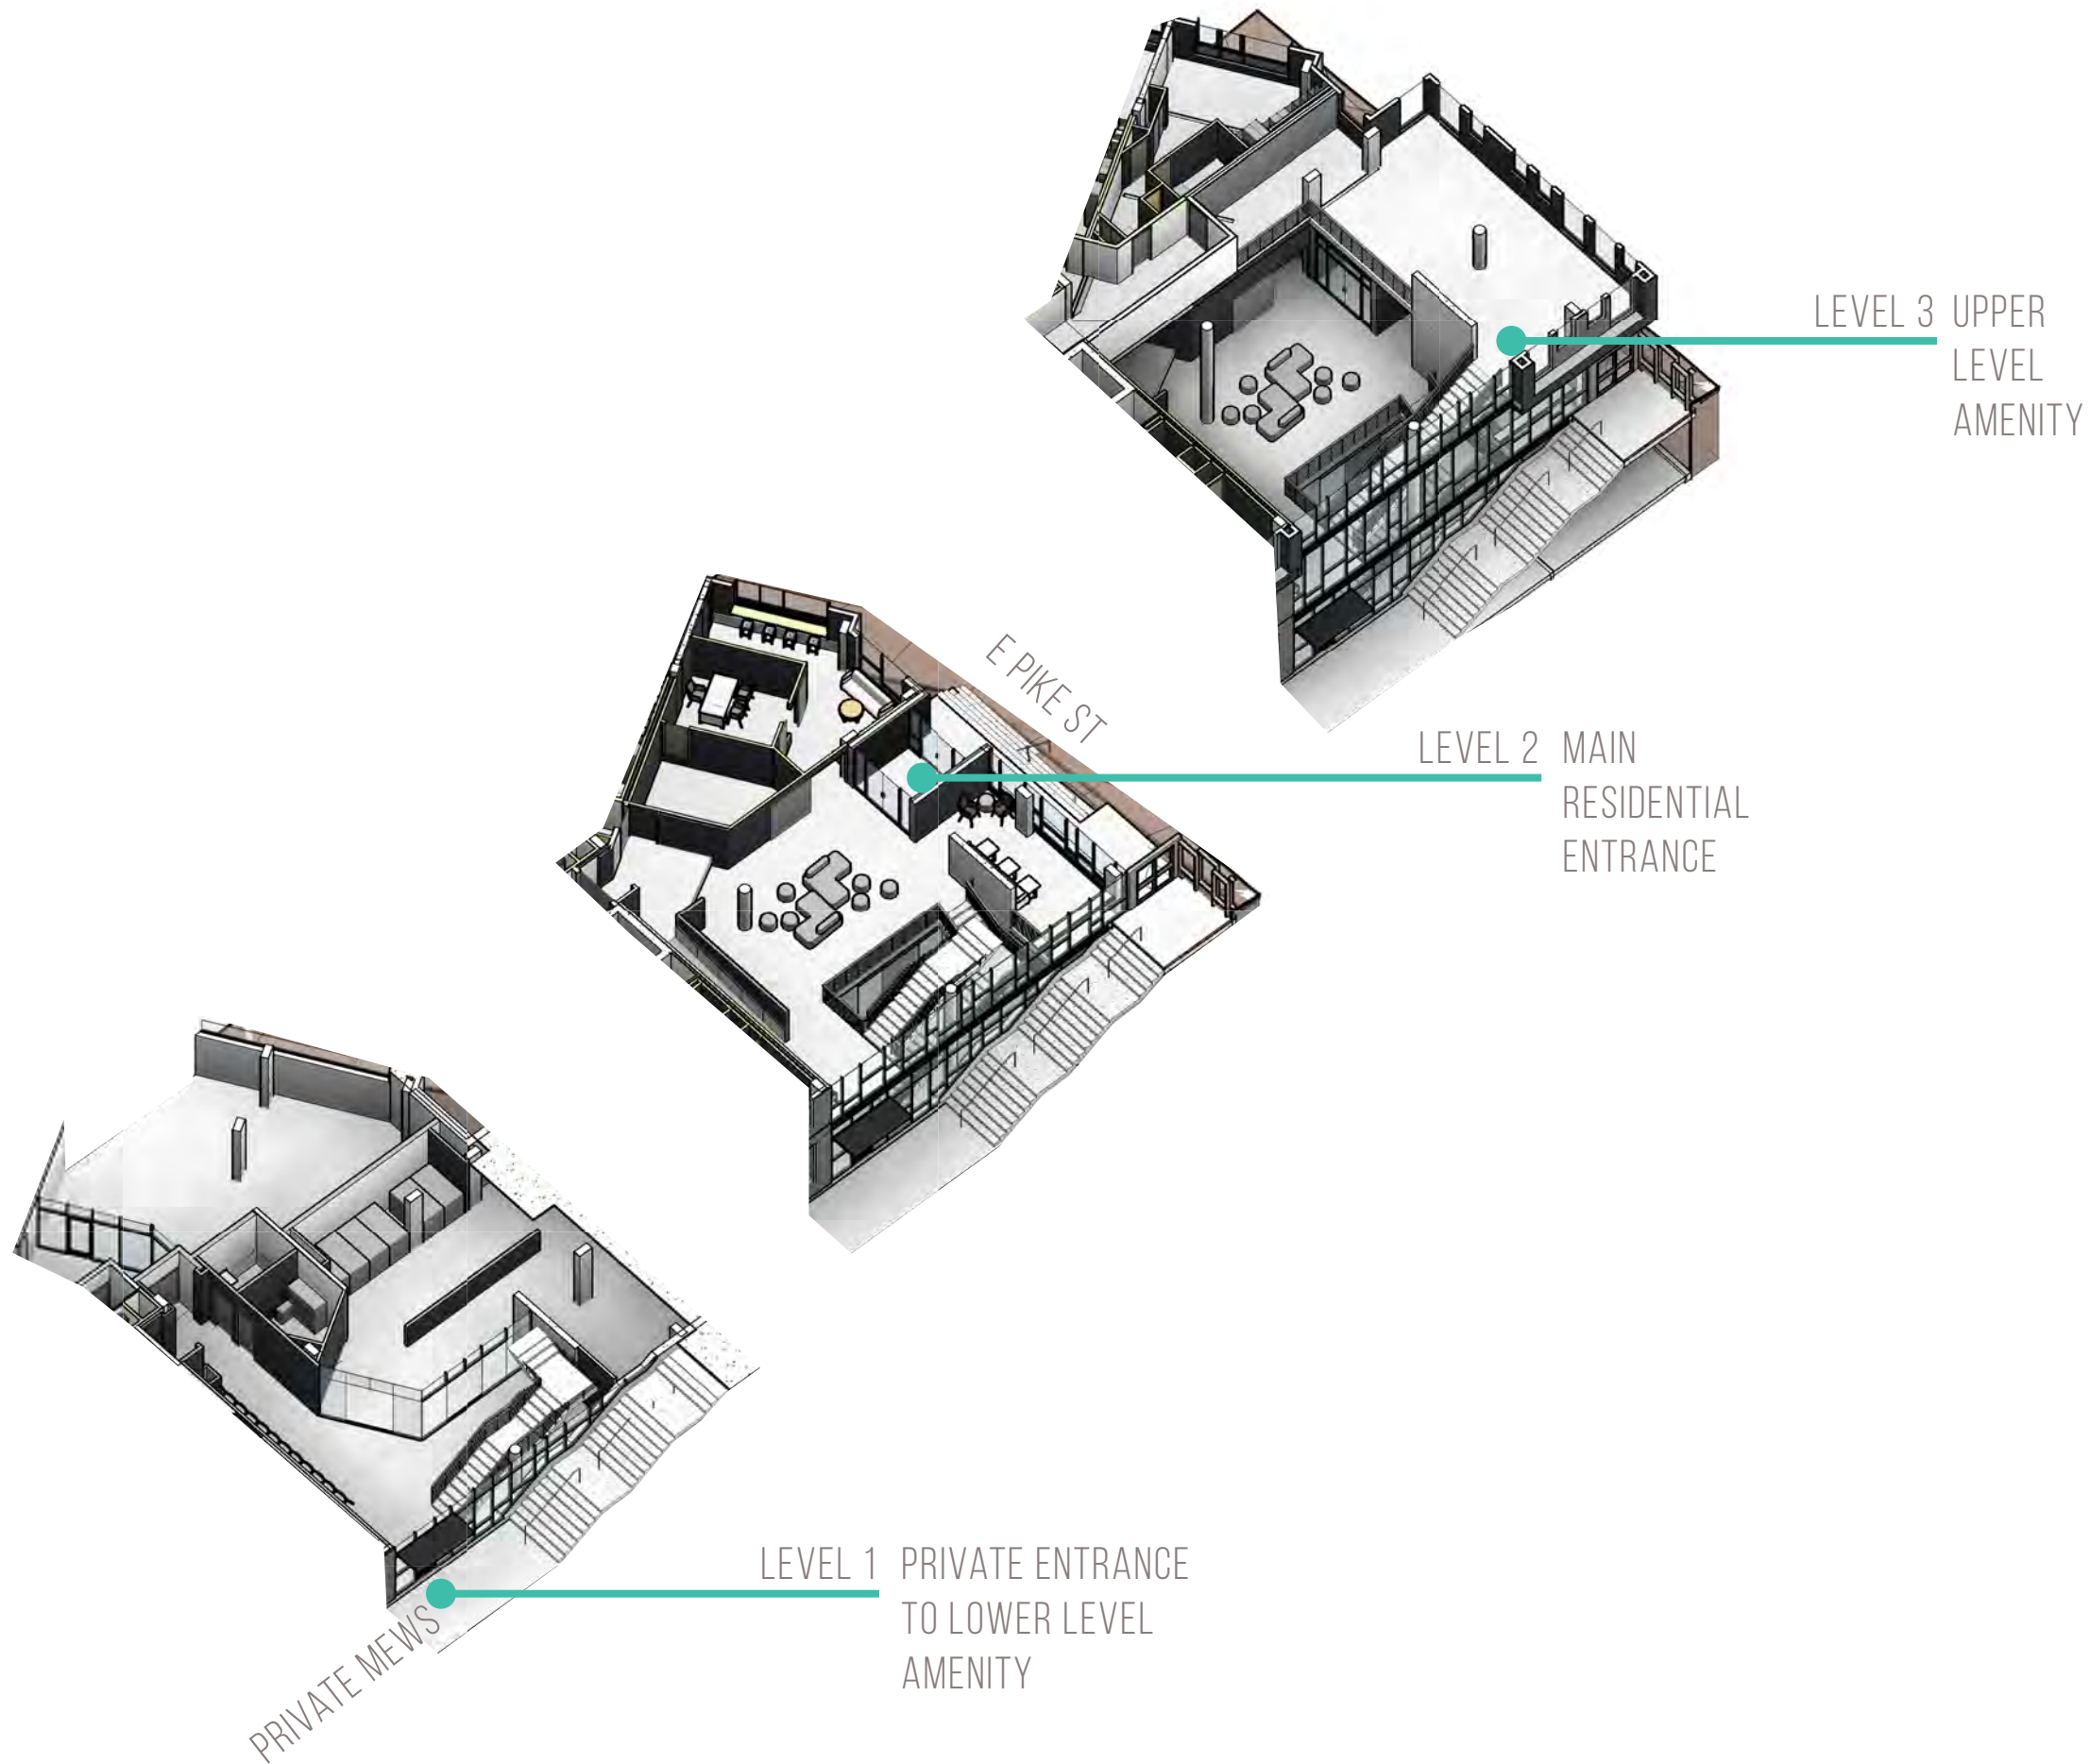 LEVEL 3 UPPER
LEVEL
AMENITY
E PIKE ST
LEVEL 2 MAIN
RESIDENTIAL
ENTRANCE
LEVEL 1 PRIVATE ENTRANCE
TO LOWER LEVEL
AMENITY
PRIVATE MEWS